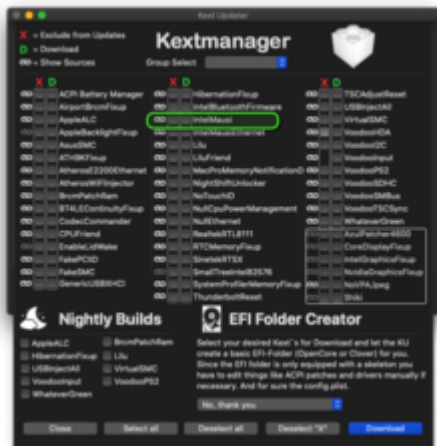 Kext Updater
X = Exclude from Updates
D = Download
= Show Sources
Kextmanager
Group Select
X D
X D
X D
ACPI Battery Manager
AirportBrcmFixup
AppleALC
AppleBacklightFixup
AsusSMC
ATH9KFixup
AtherosE2200Ethernet
AtherosWiFiInjector
BrcmPatchRam
BT4LEContinuityFixup
CodecCommander
CPUFriend
EnableLidWake
FakePCIID
FakeSMC
GenericUSBXHCI
HibernationFixup
IntelBluetoothFirmware
IntelMausi
IntelMausiEthernet
Lilu
LiluFriend
MacProMemoryNotificationD
NightShiftUnlocker
NoTouchID
NullCpuPowerManagement
NullEthernet
RealtekRTL8111
RTCMemoryFixup
SinetekRTSX
SmallTreeIntel82576
SystemProfilerMemoryFixup
ThunderboltReset
TSCAdjustReset
USBInjectAll
VirtualSMC
VoodooHDA
VoodooI2C
VoodooInput
VoodooPS2
VoodooSDHC
VoodooSMBus
VoodooTSCSync
WhateverGreen
AzulPatcher4600
CoreDisplayFixup
IntelGraphicsFixup
NvidiaGraphicsFixup
NoVPAJpeg
Shiki
Nightly Builds
AppleALC
BrcmPatchRam
HibernationFixup
Lilu
USBInjectAll
VirtualSMC
VoodooInput
VoodooPS2
WhateverGreen
EFI Folder Creator
Select your desired Kext´s for Download and let the KU
create a basic EFI-Folder (OpenCore or Clover) for you.
Since the EFI folder is only equipped with a skeleton you
have to edit things like ACPI patches and drivers manually if
necessary. And for sure the config.plist.
No, thank you
Close
Select all
Deselect all
Deselect "X"
Download